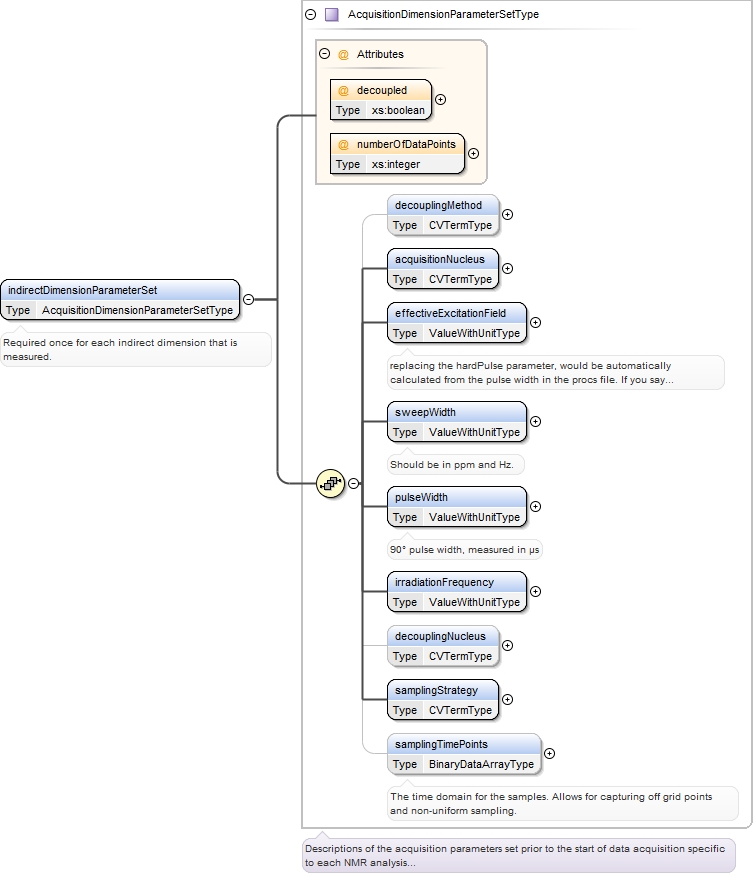 AcquisitionDimensionParameterSetType
@ Attributes
@ decoupled
Type xs:boolean
@ numberOfDataPoints
Type xs:integer
decouplingMethod
Type CVTermType
acquisitionNucleus
Type CVTermType
indirectDimensionParameterSet
Type AcquisitionDimensionParameterSetType
Required once for each indirect dimension that is
measured.
effectiveExcitationField
Type ValueWithUnitType
replacing the hardPulse parameter, would be automatically
calculated from the pulse width in the procs file. If you say...
sweepWidth
Type ValueWithUnitType
Should be in ppm and Hz.
pulseWidth
Type ValueWithUnitType
90° pulse width, measured in µs
irradiationFrequency
Type ValueWithUnitType
decouplingNucleus
Type CVTermType
samplingStrategy
Type CVTermType
samplingTimePoints
Type BinaryDataArrayType
The time domain for the samples. Allows for capturing off grid points
and non-uniform sampling.
Descriptions of the acquisition parameters set prior to the start of data acquisition specific
to each NMR analysis...